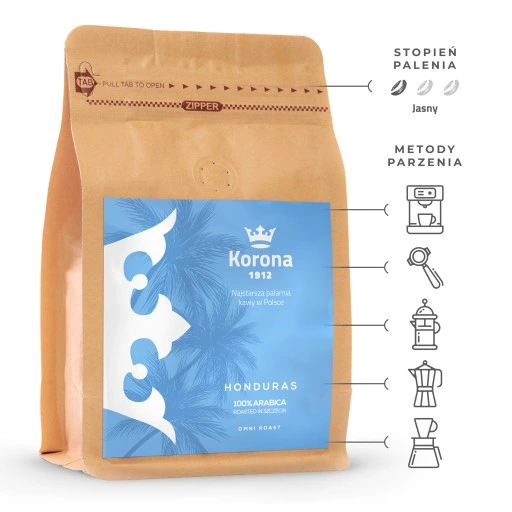 STOPIEŃ
PALENIA
Jasny
METODY
PARZENIA
TAB
PULL TAB TO OPEN
ZIPPER
Korona
1912
Najstarsza palarnia
kawy w Polsce
HONDURAS
100% ARABICA
ROASTED IN SZCZECIN
OMNI ROAST